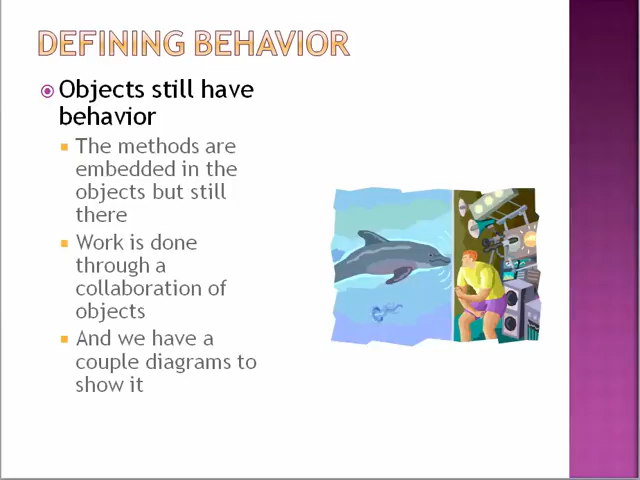 DEFINING BEHAVIOR
Objects still have
behavior
The methods are
embedded in the
objects but still
there
Work is done
through a
collaboration of
objects
And we have a
couple diagrams to
show it